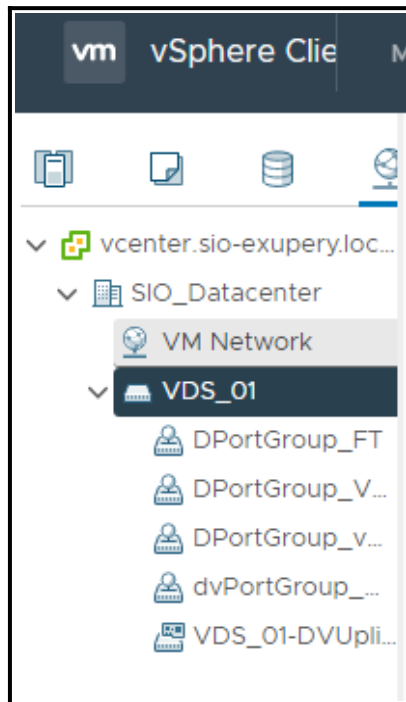 vm vSphere Clie M
vcenter.sio-exupery.loc...
SIO_Datacenter
VM Network
VDS_01
DPortGroup_FT
DPortGroup_V...
DPortGroup_v...
dvPortGroup_...
VDS_01-DVUpli...